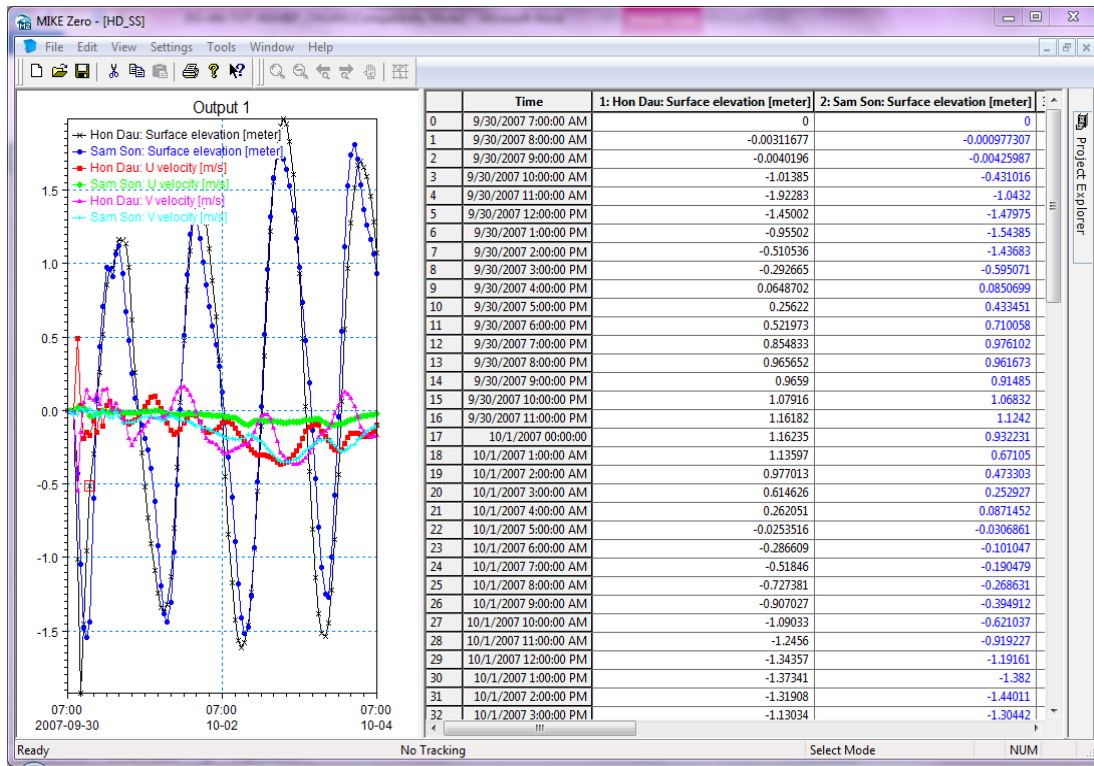 MIKE Zero - [HD_SS]
File Edit View Settings Tools Window Help
Output 1
Hon Dau: Surface elevation [meter]
Sam Son: Surface elevation [meter]
Hon Dau: U velocity [m/s]
Sam Son: U velocity [m/s]
Hon Dau: V velocity [m/s]
Sam Son: V velocity [m/s]
1.5
1.0
0.5
0.0
-0.5
-1.0
-1.5
07:00 07:00 07:00
2007-09-30 10-02 10-04
Time 1: Hon Dau: Surface elevation [meter] 2: Sam Son: Surface elevation [meter]
0 9/30/2007 7:00:00 AM 0 0
1 9/30/2007 8:00:00 AM -0.00311677 -0.000977307
2 9/30/2007 9:00:00 AM -0.0040196 -0.00425987
3 9/30/2007 10:00:00 AM -1.01385 -0.431016
4 9/30/2007 11:00:00 AM -1.92283 -1.0432
5 9/30/2007 12:00:00 PM -1.45002 -1.47975
6 9/30/2007 1:00:00 PM -0.95502 -1.54385
7 9/30/2007 2:00:00 PM -0.510536 -1.43683
8 9/30/2007 3:00:00 PM -0.292665 -0.595071
9 9/30/2007 4:00:00 PM 0.0648702 0.0850699
10 9/30/2007 5:00:00 PM 0.25622 0.433451
11 9/30/2007 6:00:00 PM 0.521973 0.710058
12 9/30/2007 7:00:00 PM 0.854833 0.976102
13 9/30/2007 8:00:00 PM 0.965652 0.961673
14 9/30/2007 9:00:00 PM 0.9659 0.91485
15 9/30/2007 10:00:00 PM 1.07916 1.06832
16 9/30/2007 11:00:00 PM 1.16182 1.1242
17 10/1/2007 00:00:00 1.16235 0.932231
18 10/1/2007 1:00:00 AM 1.13597 0.67105
19 10/1/2007 2:00:00 AM 0.977013 0.473303
20 10/1/2007 3:00:00 AM 0.614626 0.252927
21 10/1/2007 4:00:00 AM 0.262051 0.0871452
22 10/1/2007 5:00:00 AM -0.0253516 -0.0306861
23 10/1/2007 6:00:00 AM -0.286609 -0.101047
24 10/1/2007 7:00:00 AM -0.51846 -0.190479
25 10/1/2007 8:00:00 AM -0.727381 -0.268631
26 10/1/2007 9:00:00 AM -0.907027 -0.394912
27 10/1/2007 10:00:00 AM -1.09033 -0.621037
28 10/1/2007 11:00:00 AM -1.2456 -0.919227
29 10/1/2007 12:00:00 PM -1.34357 -1.19161
30 10/1/2007 1:00:00 PM -1.37341 -1.382
31 10/1/2007 2:00:00 PM -1.31908 -1.44011
32 10/1/2007 3:00:00 PM -1.13034 -1.30442
Project Explorer
Ready No Tracking Select Mode NUM